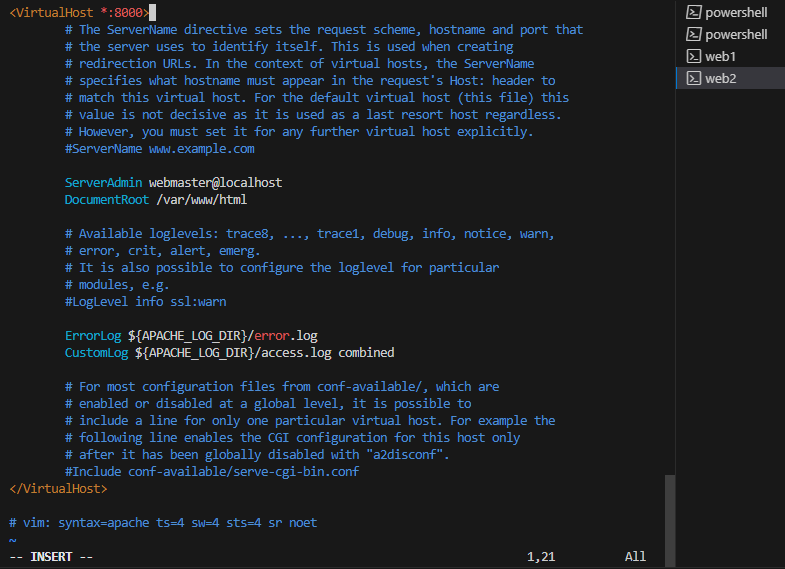 <VirtualHost *:8000>
# The ServerName directive sets the request scheme, hostname and port that
# the server uses to identify itself. This is used when creating
# redirection URLs. In the context of virtual hosts, the ServerName
# specifies what hostname must appear in the request's Host: header to
# match this virtual host. For the default virtual host (this file) this
# value is not decisive as it is used as a last resort host regardless.
# However, you must set it for any further virtual host explicitly.
#ServerName www.example.com
ServerAdmin webmaster@localhost
DocumentRoot /var/www/html
# Available loglevels: trace8, ..., trace1, debug, info, notice, warn,
# error, crit, alert, emerg.
# It is also possible to configure the loglevel for particular
# modules, e.g.
#LogLevel info ssl:warn
ErrorLog ${APACHE_LOG_DIR}/error.log
CustomLog ${APACHE_LOG_DIR}/access.log combined
# For most configuration files from conf-available/, which are
# enabled or disabled at a global level, it is possible to
# include a line for only one particular virtual host. For example the
# following line enables the CGI configuration for this host only
# after it has been globally disabled with "a2disconf".
#Include conf-available/serve-cgi-bin.conf
</VirtualHost>
# vim: syntax=apache ts=4 sw=4 sts=4 sr noet
~
-- INSERT -- 1,21 All
powershell
powershell
web1
web2